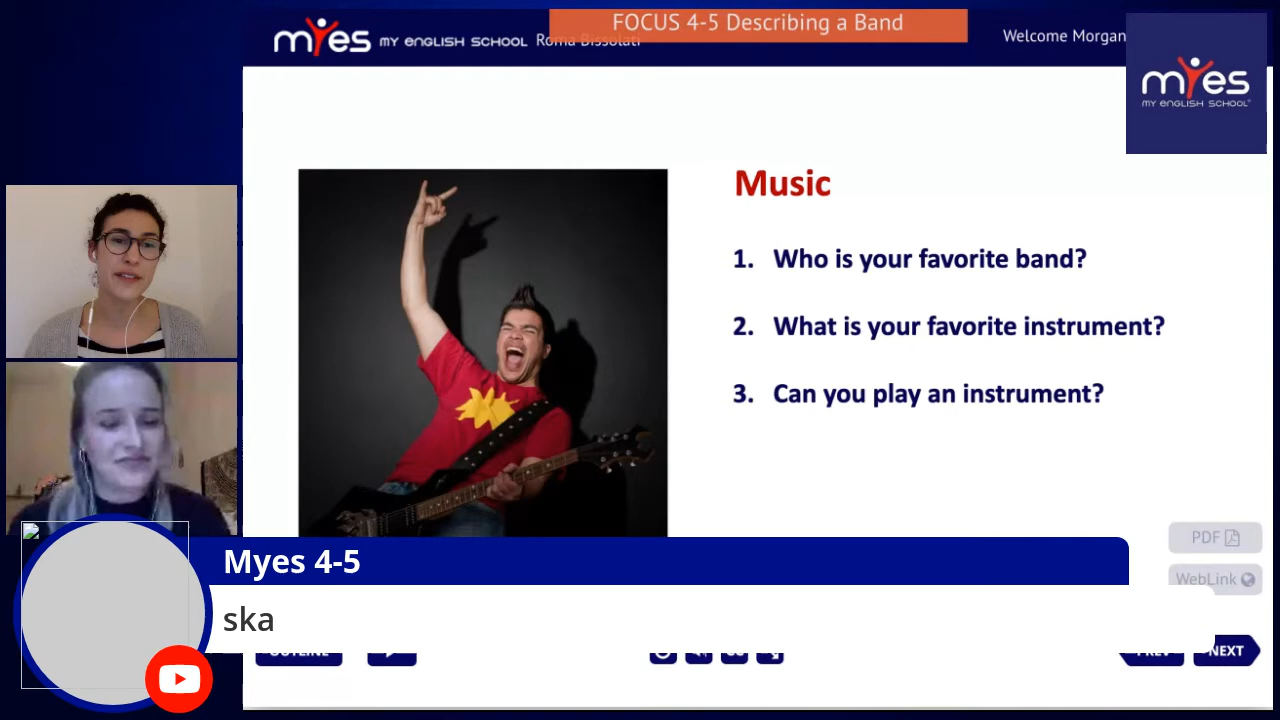 FOCUS 4-5 Describing a Band
myes MY ENGLISH SCHOOL Roma Bissolati
Welcome Morgan
myes
MY ENGLISH SCHOOL
Music
1. Who is your favorite band?
2. What is your favorite instrument?
3. Can you play an instrument?
PDF
WebLink
Myes 4-5
ska
OUTLINE
PREV
NEXT